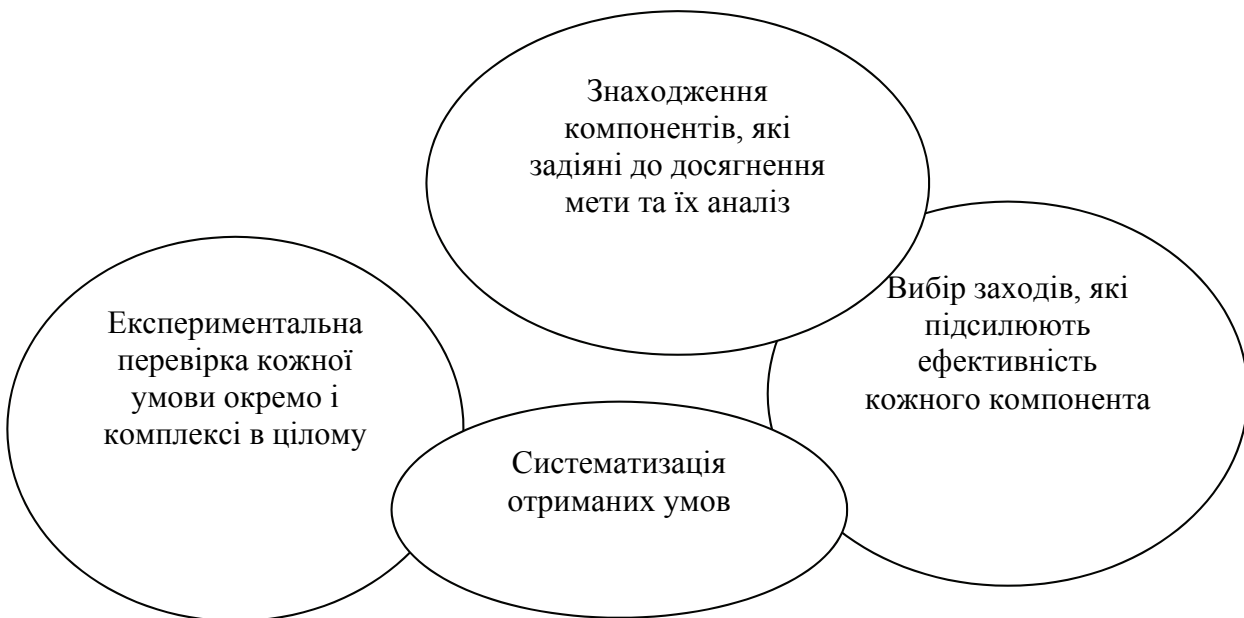 Знаходження
компонентів, які
задіяні до досягнення
мети та їх аналіз
Вибір заходів, які
підсилюють
ефективність
кожного компонента
Експериментальна
перевірка кожної
умови окремо і
комплексі в цілому
Систематизація
отриманих умов